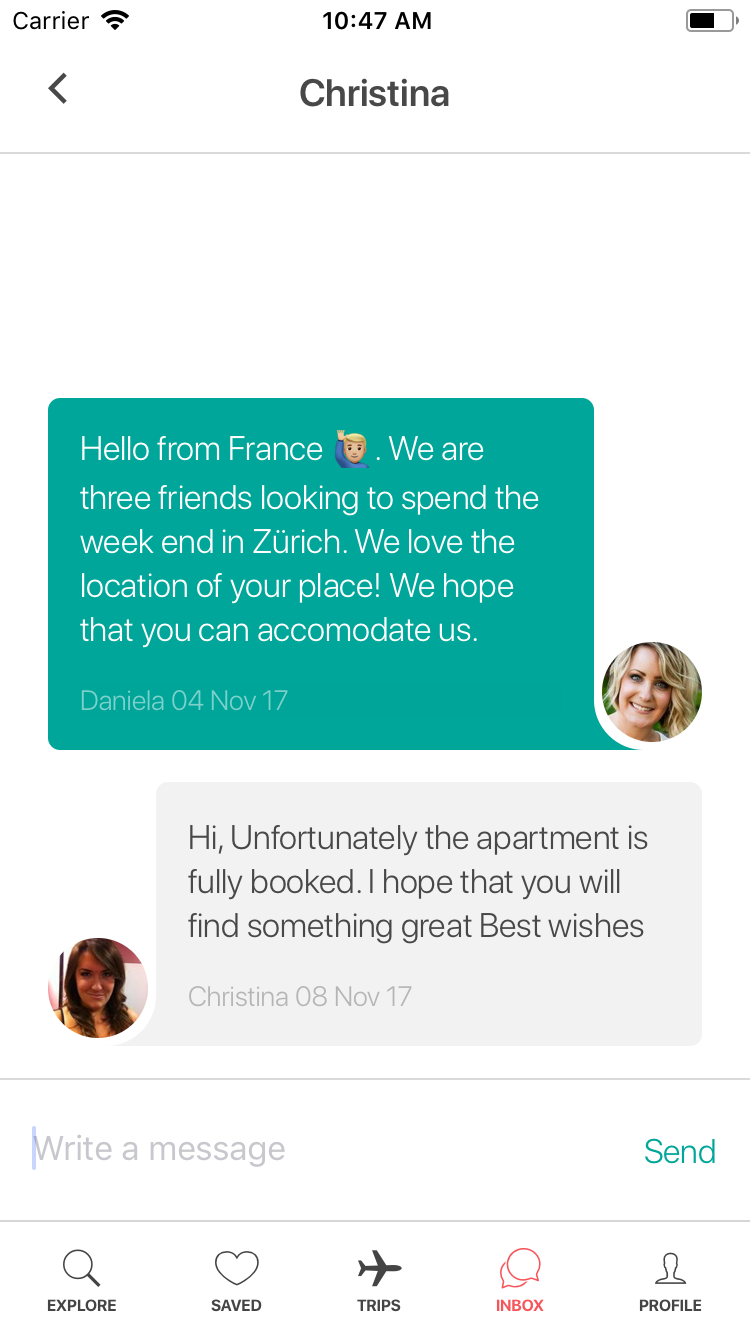 Carrier 10:47 AM
Christina
Hello from France 🙋🏼‍♂️. We are
three friends looking to spend the
week end in Zürich. We love the
location of your place! We hope
that you can accomodate us.
Daniela 04 Nov 17
Hi, Unfortunately the apartment is
fully booked. I hope that you will
find something great Best wishes
Christina 08 Nov 17
Write a message Send
EXPLORE SAVED TRIPS INBOX PROFILE